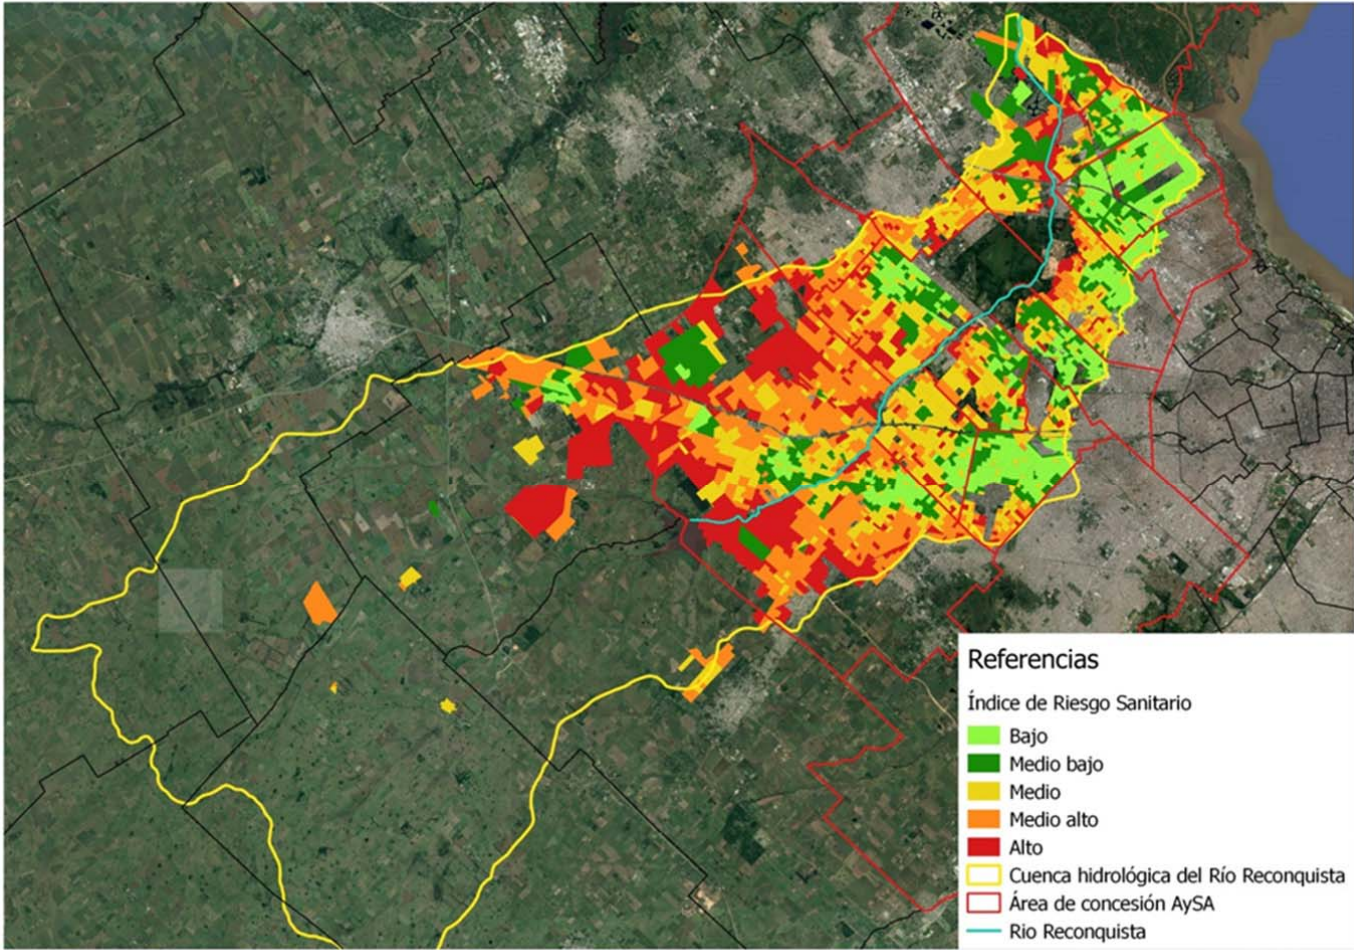 Referencias
Índice de Riesgo Sanitario
Bajo
Medio bajo
Medio
Medio alto
Alto
Cuenca hidrológica del Río Reconquista
Área de concesión AySA
Rio Reconquista